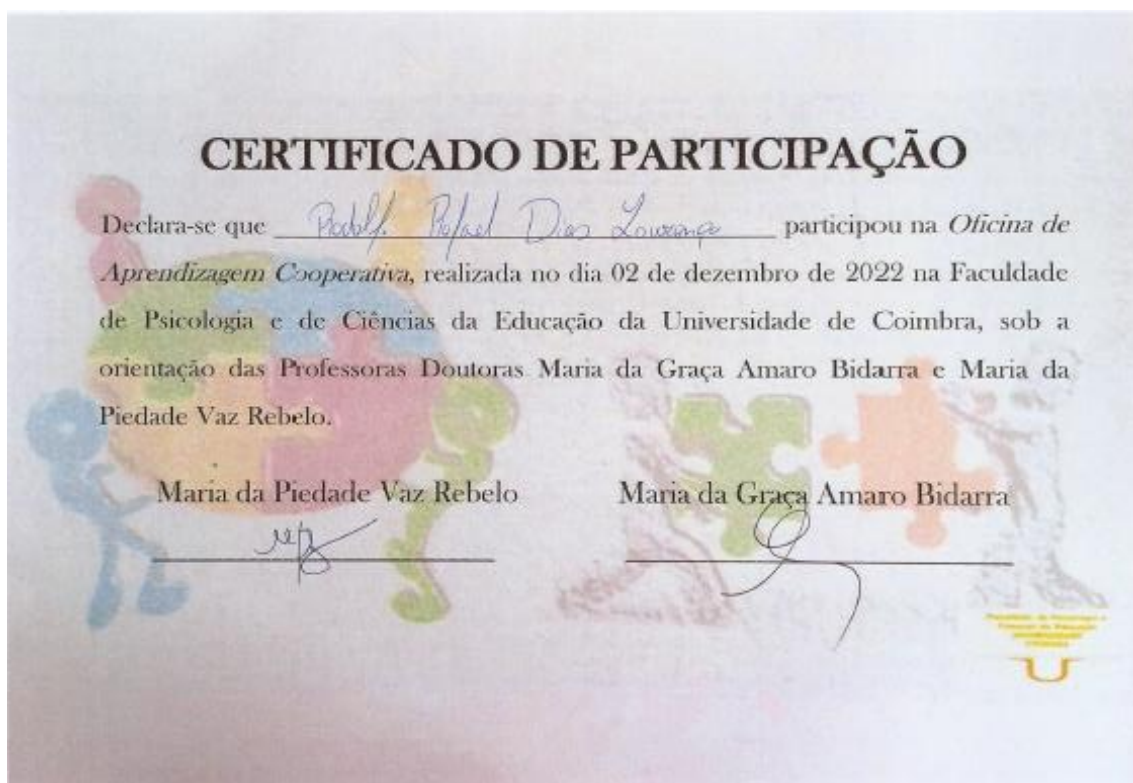 CERTIFICADO DE PARTICIPAÇÃO
Declara-se que Rafael Dias Lourenço participou na Oficina de
Aprendizagem Cooperativa, realizada no dia 02 de dezembro de 2022 na Faculdade
de Psicologia e de Ciências da Educação da Universidade de Coimbra, sob a
orientação das Professoras Doutoras Maria da Graça Amaro Bidarra e Maria da
Piedade Vaz Rebelo.
Maria da Piedade Vaz Rebelo Maria da Graça Amaro Bidarra